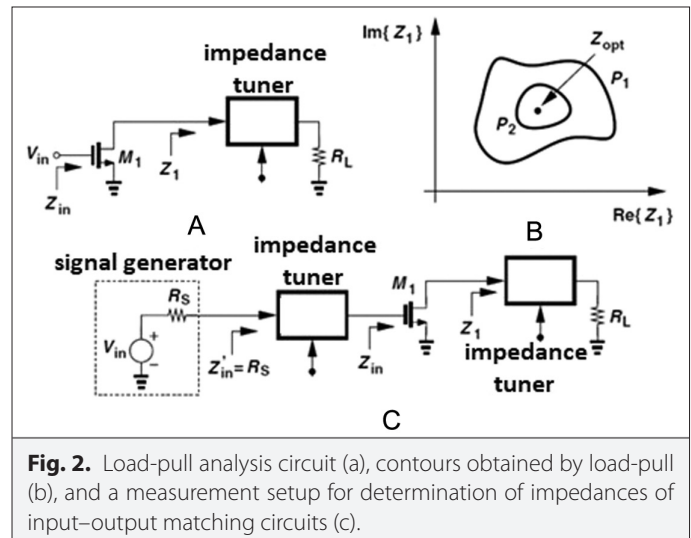 impedance
tuner
V_in
M_1
Z_in
Z_1
R_L
A
Im{Z_1}
Z_opt
P_1
P_2
Re{Z_1}
B
signal generator
R_S
V_in
+
−
Z'_in=R_S
impedance
tuner
Z_in
M_1
Z_1
R_L
impedance
tuner
C
Fig. 2. Load-pull analysis circuit (a), contours obtained by load-pull
(b), and a measurement setup for determination of impedances of
input–output matching circuits (c).